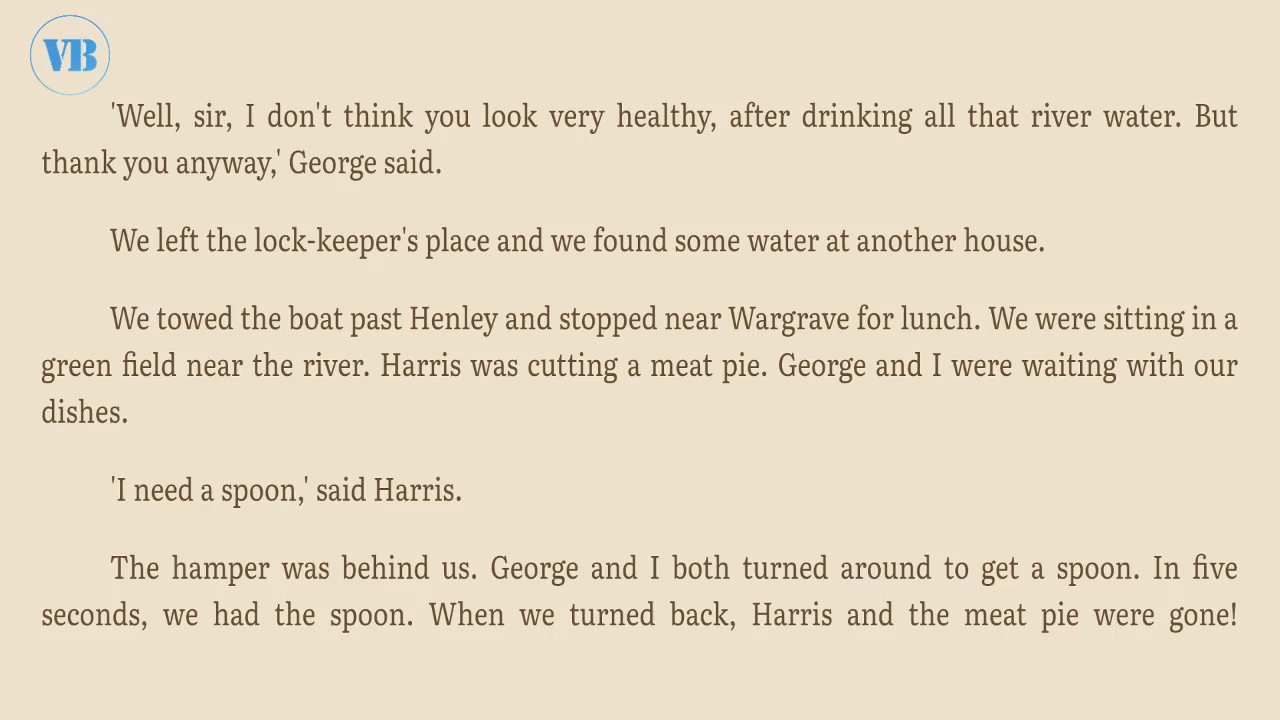 VB
'Well, sir, I don't think you look very healthy, after drinking all that river water. But
thank you anyway,' George said.
We left the lock-keeper's place and we found some water at another house.
We towed the boat past Henley and stopped near Wargrave for lunch. We were sitting in a
green field near the river. Harris was cutting a meat pie. George and I were waiting with our
dishes.
'I need a spoon,' said Harris.
The hamper was behind us. George and I both turned around to get a spoon. In five
seconds, we had the spoon. When we turned back, Harris and the meat pie were gone!